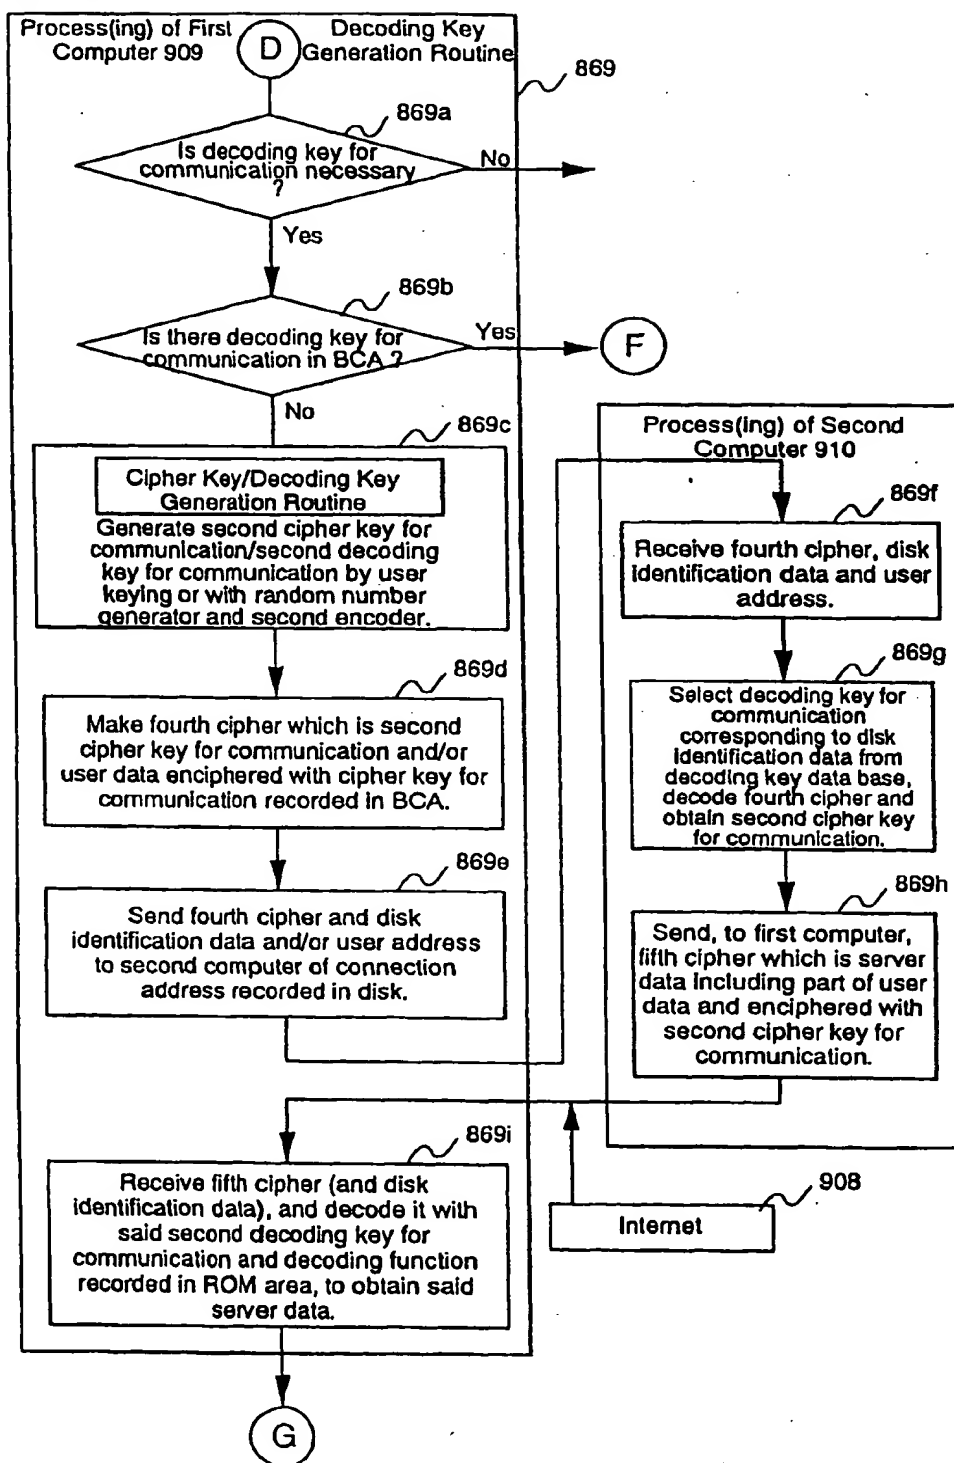 Process(ing) of First
Computer 909
D
Decoding Key
Generation Routine
869
869a
Is decoding key for
communication necessary
?
No
Yes
869b
Is there decoding key for
communication in BCA ?
Yes
F
No
869c
Cipher Key/Decoding Key
Generation Routine
Generate second cipher key for
communication/second decoding
key for communication by user
keying or with random number
generator and second encoder.
869d
Make fourth cipher which is second
cipher key for communication and/or
user data enciphered with cipher key for
communication recorded in BCA.
869e
Send fourth cipher and disk
identification data and/or user address
to second computer of connection
address recorded in disk.
Process(ing) of Second
Computer 910
869f
Receive fourth cipher, disk
identification data and user
address.
869g
Select decoding key for
communication
corresponding to disk
identification data from
decoding key data base,
decode fourth cipher and
obtain second cipher key
for communication.
869h
Send, to first computer,
fifth cipher which is server
data including part of user
data and enciphered with
second cipher key for
communication.
908
Internet
869i
Receive fifth cipher (and disk
identification data), and decode it with
said second decoding key for
communication and decoding function
recorded in ROM area, to obtain said
server data.
G